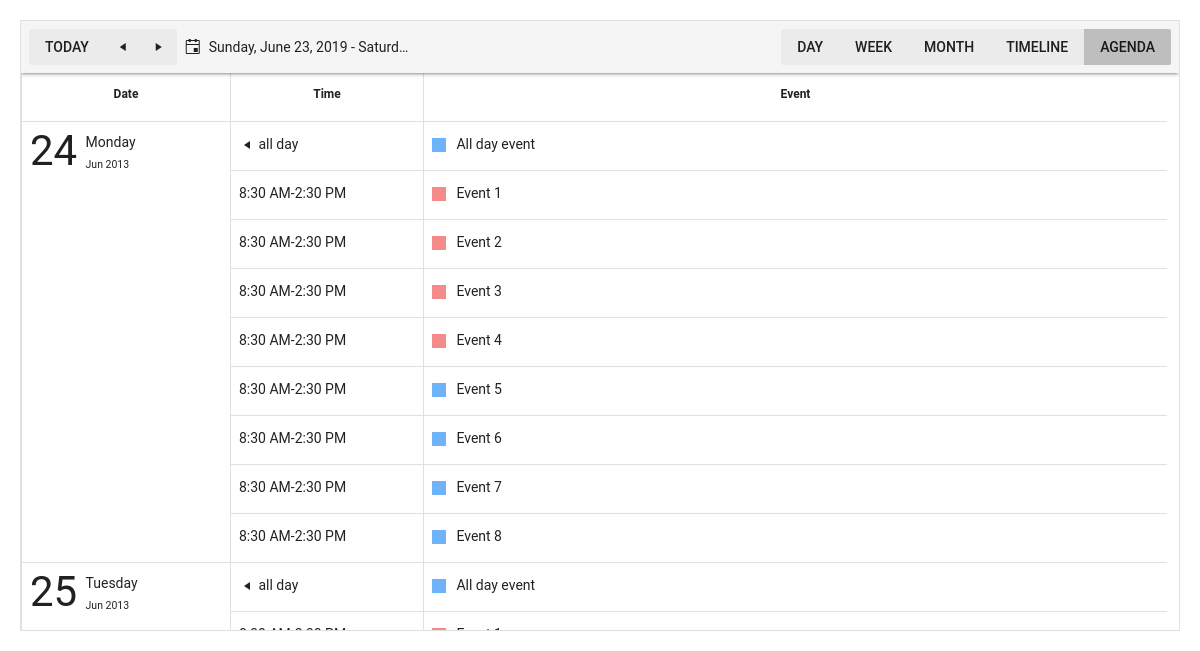 TODAY Sunday, June 23, 2019 - Saturd... DAY WEEK MONTH TIMELINE AGENDA
Date Time Event
24 Monday all day All day event
Jun 2013
8:30 AM-2:30 PM Event 1
8:30 AM-2:30 PM Event 2
8:30 AM-2:30 PM Event 3
8:30 AM-2:30 PM Event 4
8:30 AM-2:30 PM Event 5
8:30 AM-2:30 PM Event 6
8:30 AM-2:30 PM Event 7
8:30 AM-2:30 PM Event 8
25 Tuesday all day All day event
Jun 2013